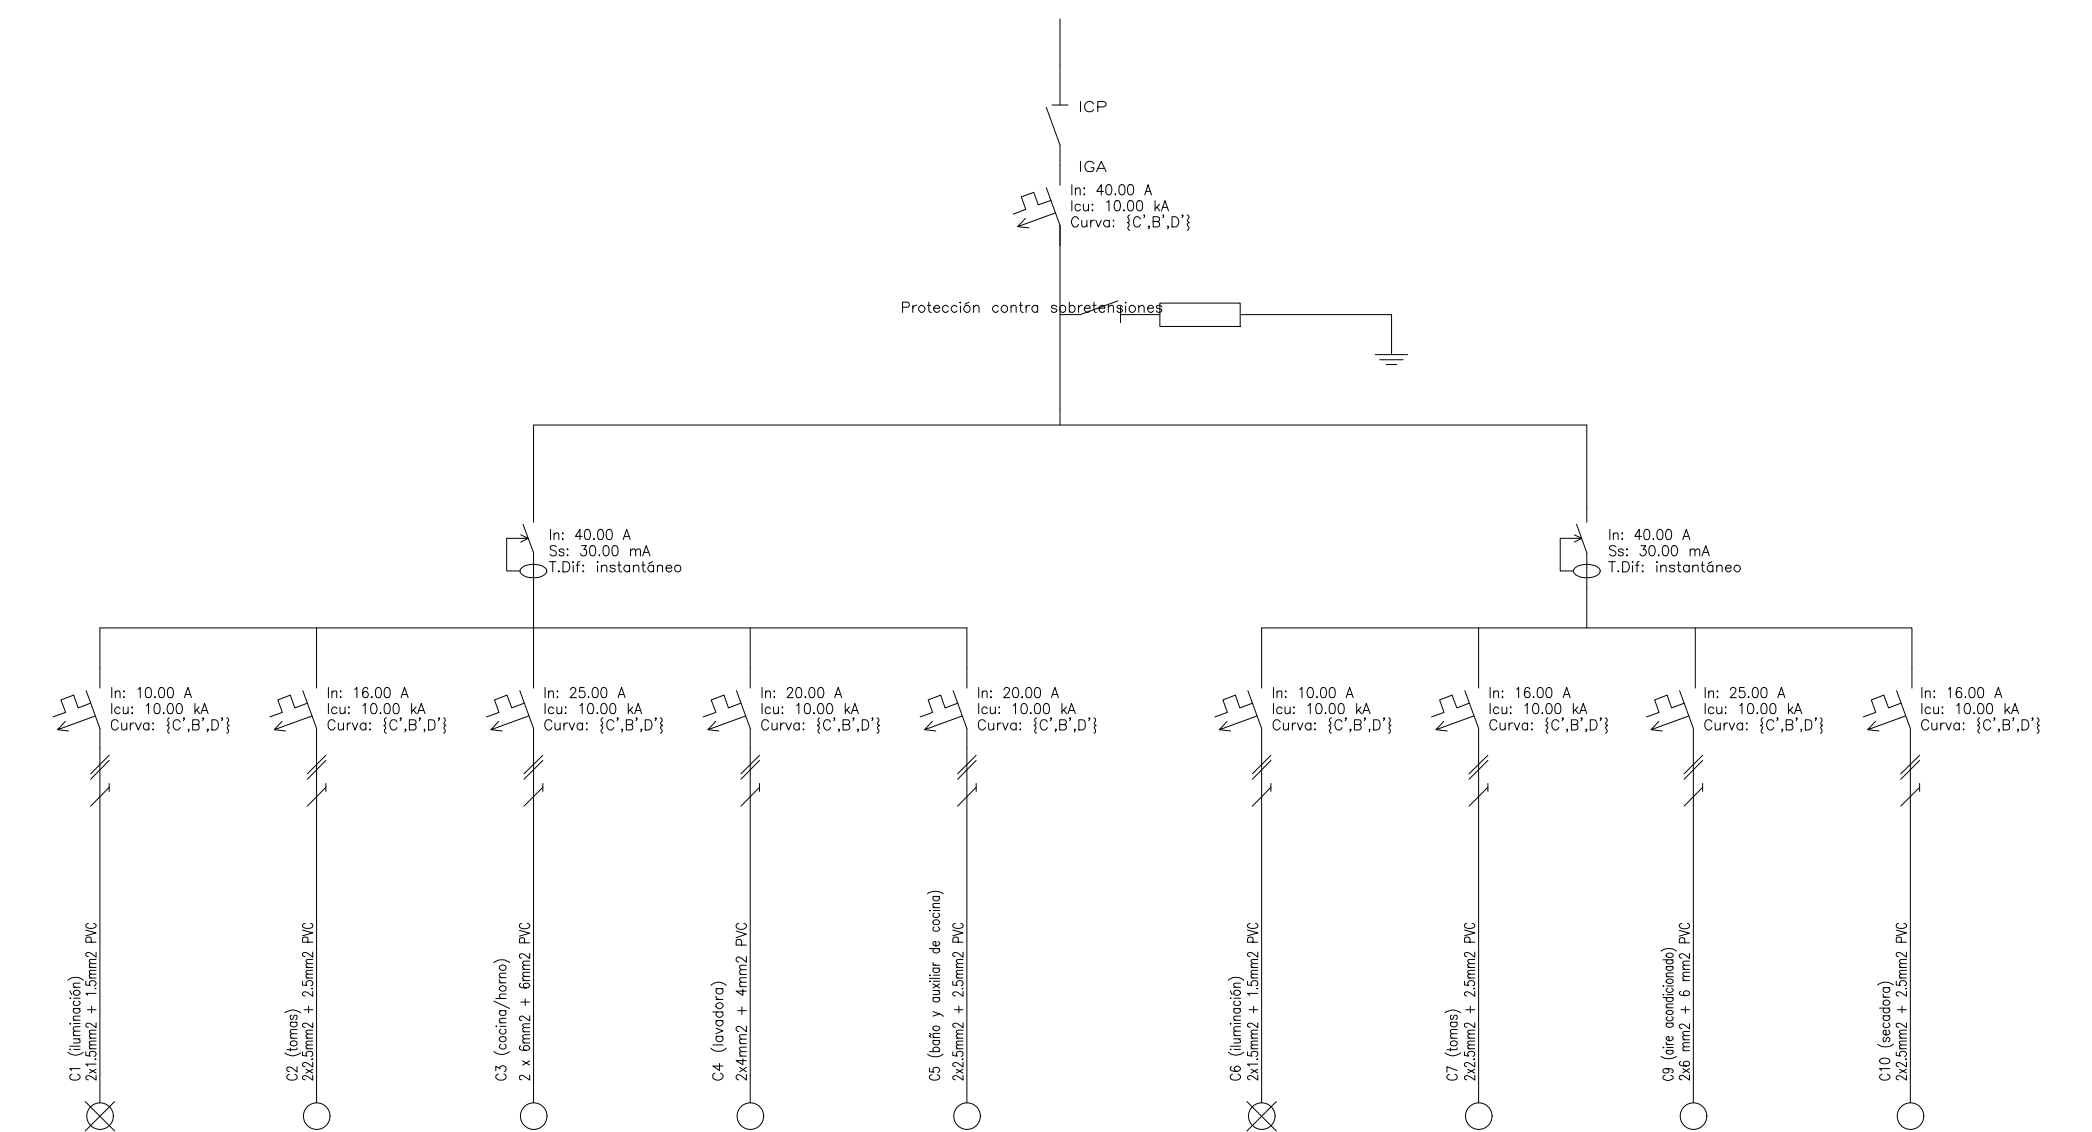 ICP
IGA
In: 40.00 A
Icu: 10.00 kA
Curva: {C',B',D'}
Protección contra sobretensiones
In: 40.00 A
Ss: 30.00 mA
T.Dif: instantáneo
In: 40.00 A
Ss: 30.00 mA
T.Dif: instantáneo
In: 10.00 A
Icu: 10.00 kA
Curva: {C',B',D'}
In: 16.00 A
Icu: 10.00 kA
Curva: {C',B',D'}
In: 25.00 A
Icu: 10.00 kA
Curva: {C',B',D'}
In: 20.00 A
Icu: 10.00 kA
Curva: {C',B',D'}
In: 20.00 A
Icu: 10.00 kA
Curva: {C',B',D'}
In: 10.00 A
Icu: 10.00 kA
Curva: {C',B',D'}
In: 16.00 A
Icu: 10.00 kA
Curva: {C',B',D'}
In: 25.00 A
Icu: 10.00 kA
Curva: {C',B',D'}
In: 16.00 A
Icu: 10.00 kA
Curva: {C',B',D'}
C1 (iluminación)
2x1.5mm2 + 1.5mm2 PVC
C2 (tomas)
2x2.5mm2 + 2.5mm2 PVC
C3 (cocina/horno)
2 x 6mm2 + 6mm2 PVC
C4 (lavadora)
2x4mm2 + 4mm2 PVC
C5 (baño y auxiliar de cocina)
2x2.5mm2 + 2.5mm2 PVC
C6 (iluminación)
2x1.5mm2 + 1.5mm2 PVC
C7 (tomas)
2x2.5mm2 + 2.5mm2 PVC
C9 (aire acondicionado)
2x6 mm2 + 6 mm2 PVC
C10 (secadora)
2x2.5mm2 + 2.5mm2 PVC